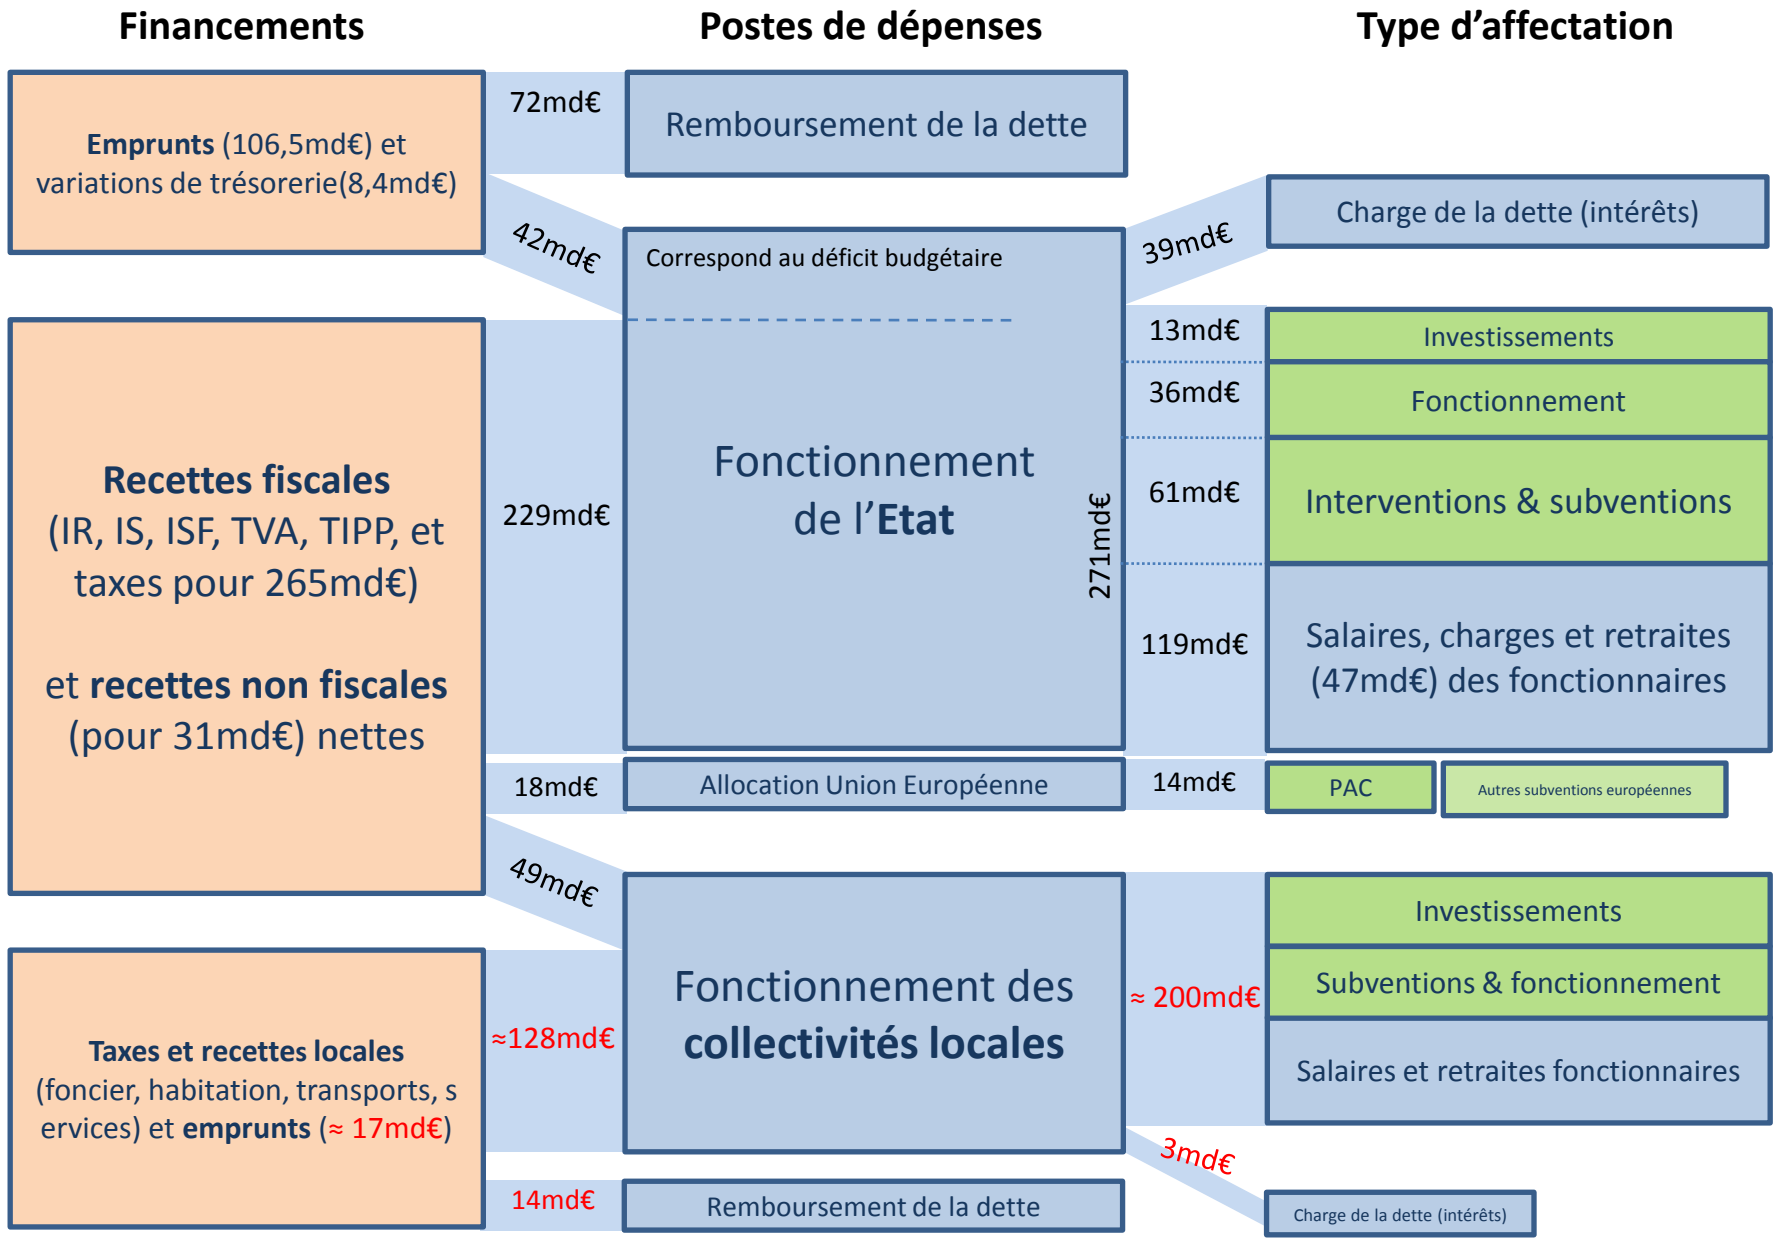 Financements
Postes de dépenses
Type d'affectation
Emprunts (106,5md€) et
variations de trésorerie(8,4md€)
72md€
Remboursement de la dette
42md€
Correspond au déficit budgétaire
39md€
Charge de la dette (intérêts)
Recettes fiscales
(IR, IS, ISF, TVA, TIPP, et
taxes pour 265md€)
et recettes non fiscales
(pour 31md€) nettes
229md€
Fonctionnement
de l'Etat
271md€
13md€
Investissements
36md€
Fonctionnement
61md€
Interventions & subventions
119md€
Salaires, charges et retraites
(47md€) des fonctionnaires
18md€
Allocation Union Européenne
14md€
PAC
Autres subventions européennes
49md€
Fonctionnement des
collectivités locales
≈ 200md€
Investissements
Subventions & fonctionnement
Salaires et retraites fonctionnaires
Taxes et recettes locales
(foncier, habitation, transports, s
ervices) et emprunts (≈ 17md€)
≈128md€
3md€
Charge de la dette (intérêts)
14md€
Remboursement de la dette